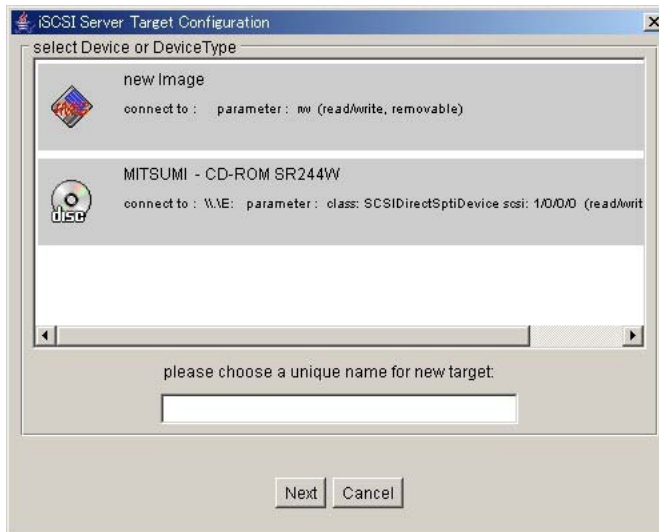 iSCSI Server Target Configuration
select Device or DeviceType
new Image
connect to : parameter : rw (read/write, removable)
MITSUMI - CD-ROM SR244W
connect to : \\.\E: parameter : class: SCSIDirectSptiDevice scsi: 1/0/0/0 (read/writ
disc
please choose a unique name for new target:
Next Cancel